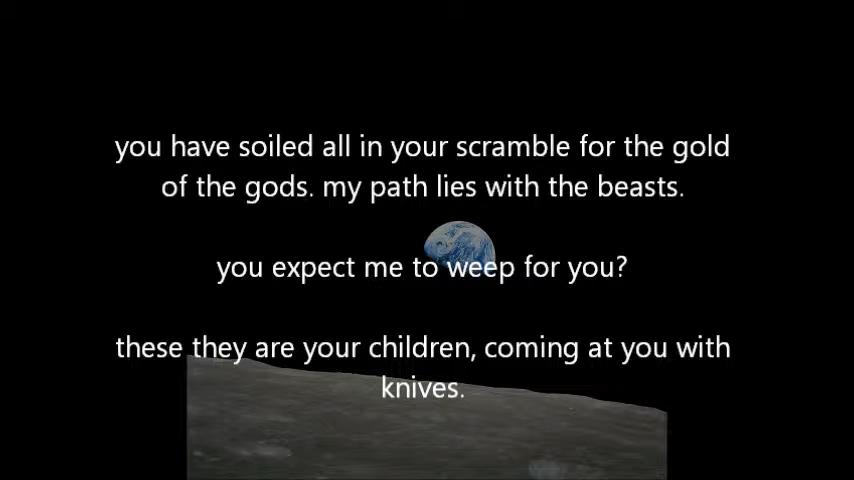 you have soiled all in your scramble for the gold
of the gods. my path lies with the beasts.
you expect me to weep for you?
these they are your children, coming at you with
knives.